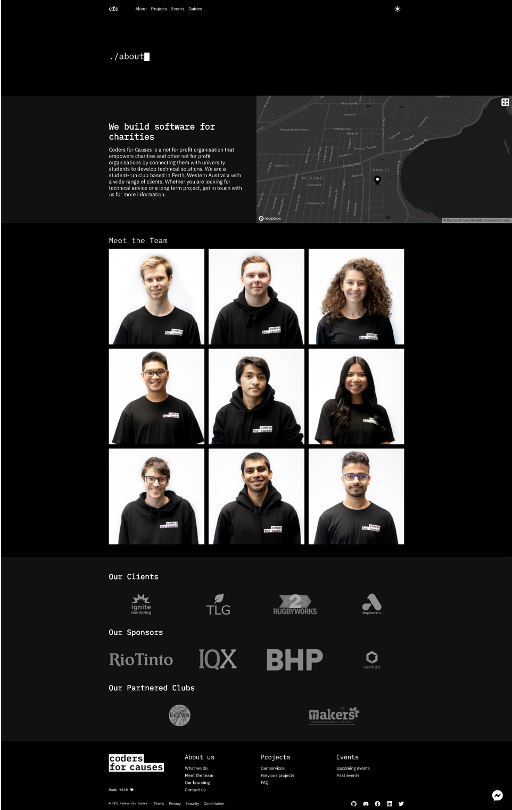 cfc About Projects Events Guides
./about
We build software for
charities
Coders for Causes is a not for profit organisation that
empowers charities and other not for profit
organisations by connecting them with university
students to develop technical solutions. We are a
student-run club based in Perth, Western Australia with
a wide range of clients. Whether you are looking for
technical advice or a long term project, get in touch with
us for more information.
NEDLANDS
CRAWLEY
mapbox
Meet the Team
Our Clients
ignite
mentoring
TLG
2
RUGBYWORKS
Our Sponsors
RioTinto IQX BHP
venture
Our Partnered Clubs
makers
coders
for causes
About us
What we do
Meet the team
Our branding
Contact us
Projects
Our services
Previous projects
FAQ
Events
Upcoming events
Past events
Made with
© 2021 Coders for Causes
Terms Privacy Security Constitution